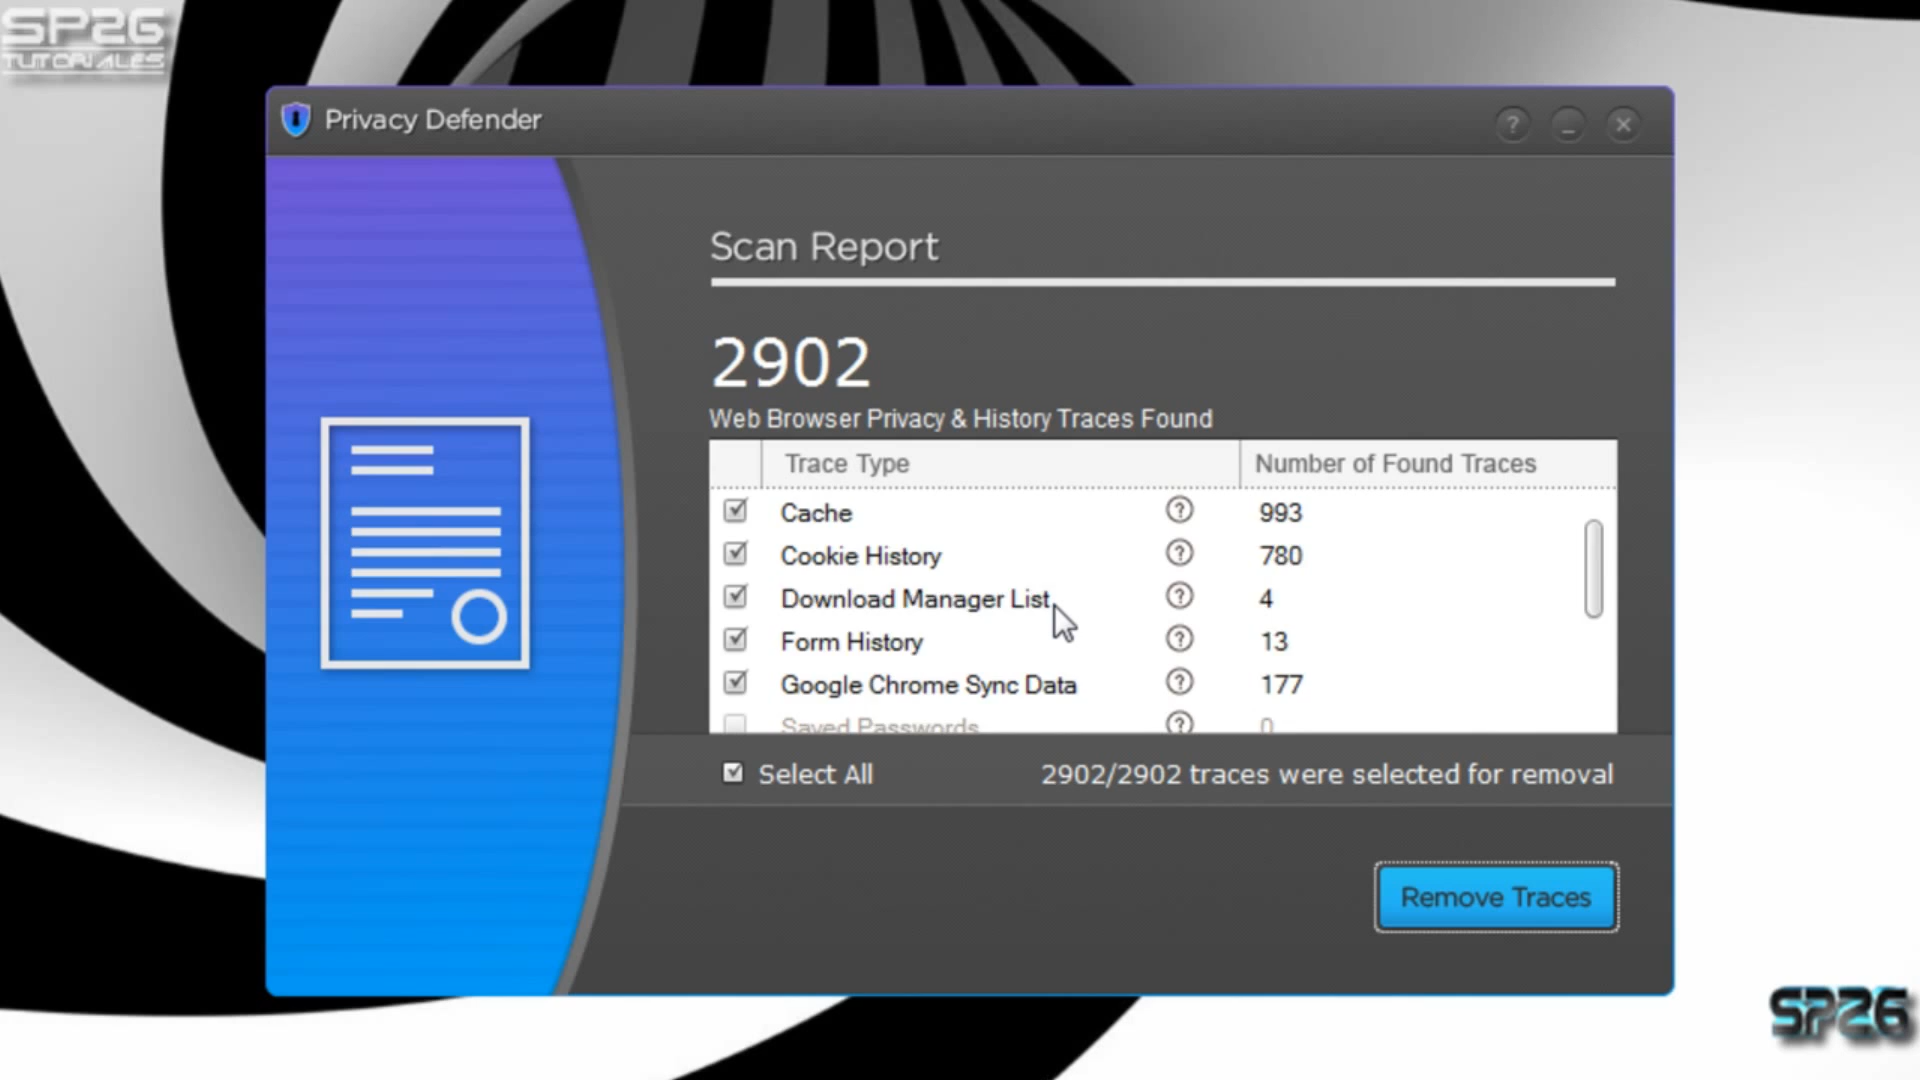 SP26
TUTORIALES
Privacy Defender
Scan Report
2902
Web Browser Privacy & History Traces Found
Trace Type Number of Found Traces
Cache 993
Cookie History 780
Download Manager List 4
Form History 13
Google Chrome Sync Data 177
Saved Passwords 0
Select All 2902/2902 traces were selected for removal
Remove Traces
SP26